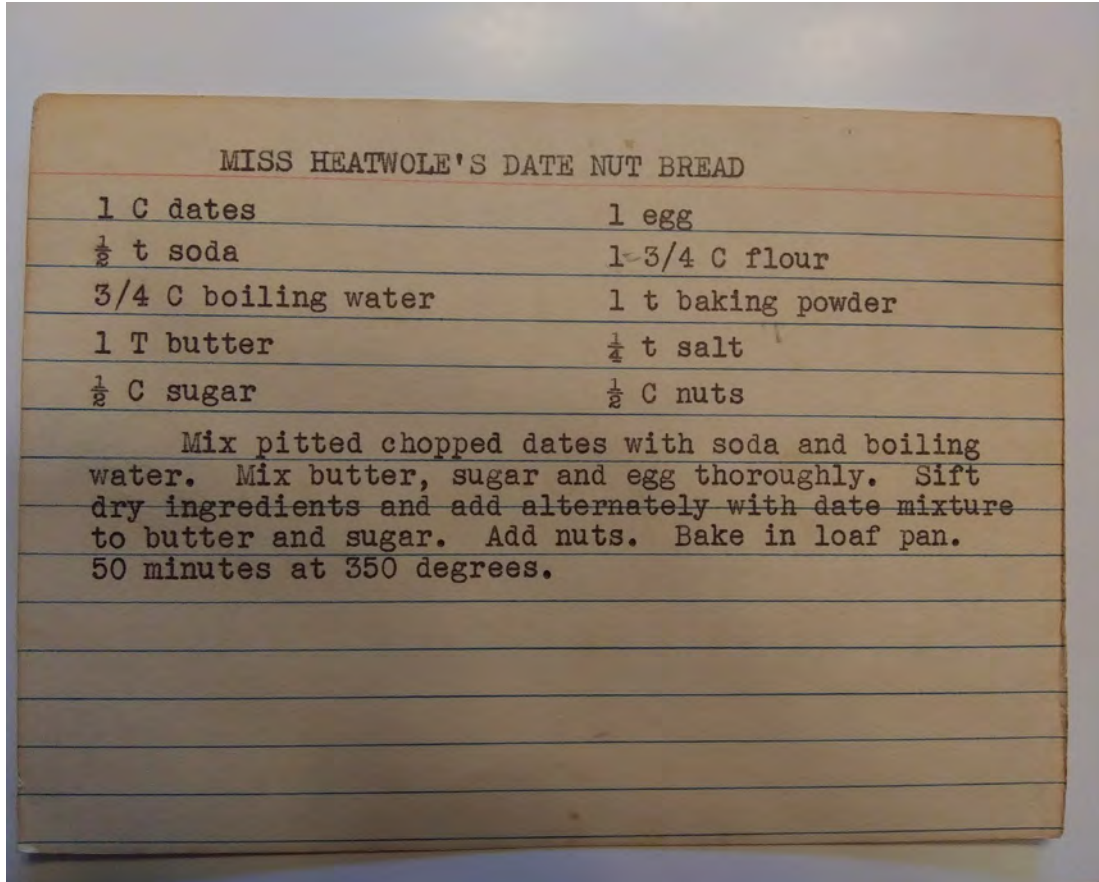 MISS HEATWOLE'S DATE NUT BREAD
1 C dates 1 egg
½ t soda 1-3/4 C flour
3/4 C boiling water 1 t baking powder
1 T butter ¼ t salt
½ C sugar ½ C nuts
Mix pitted chopped dates with soda and boiling
water. Mix butter, sugar and egg thoroughly. Sift
dry ingredients and add alternately with date mixture
to butter and sugar. Add nuts. Bake in loaf pan.
50 minutes at 350 degrees.